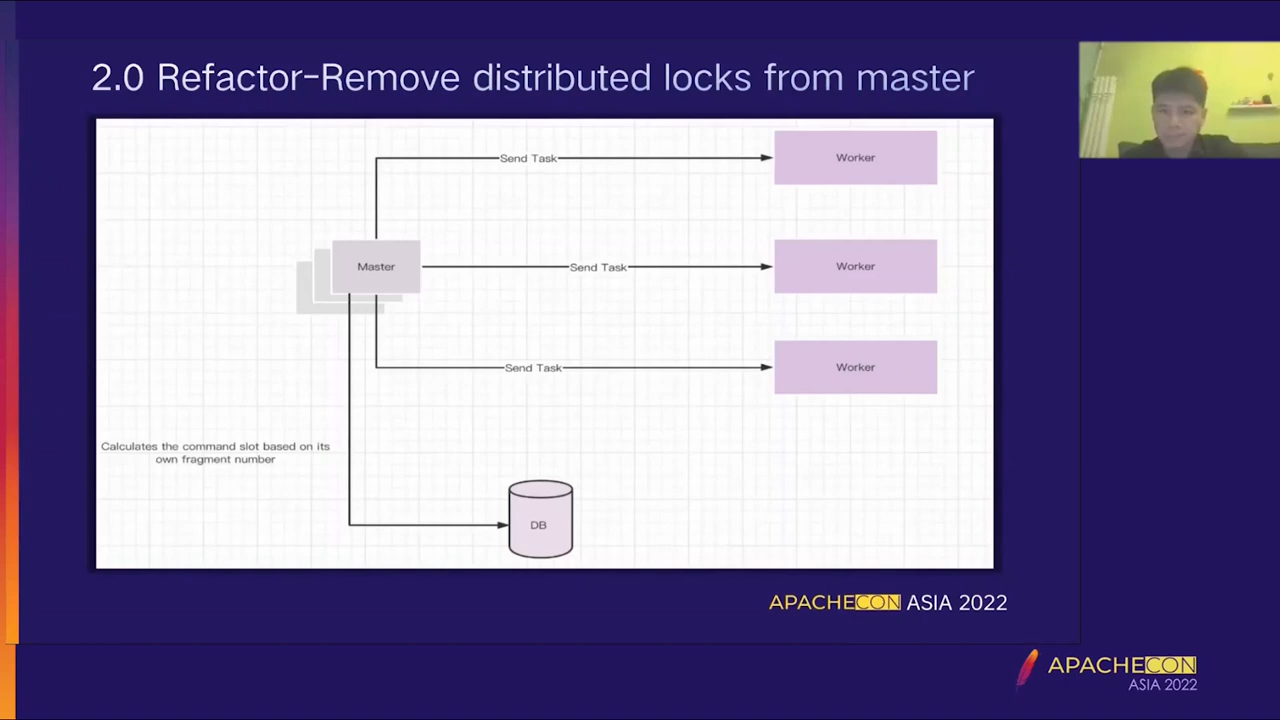 2.0 Refactor-Remove distributed locks from master
Send Task
Worker
Master
Send Task
Worker
Send Task
Worker
Calculates the command slot based on its
own fragment number
DB
APACHECON ASIA 2022
APACHECON
ASIA 2022